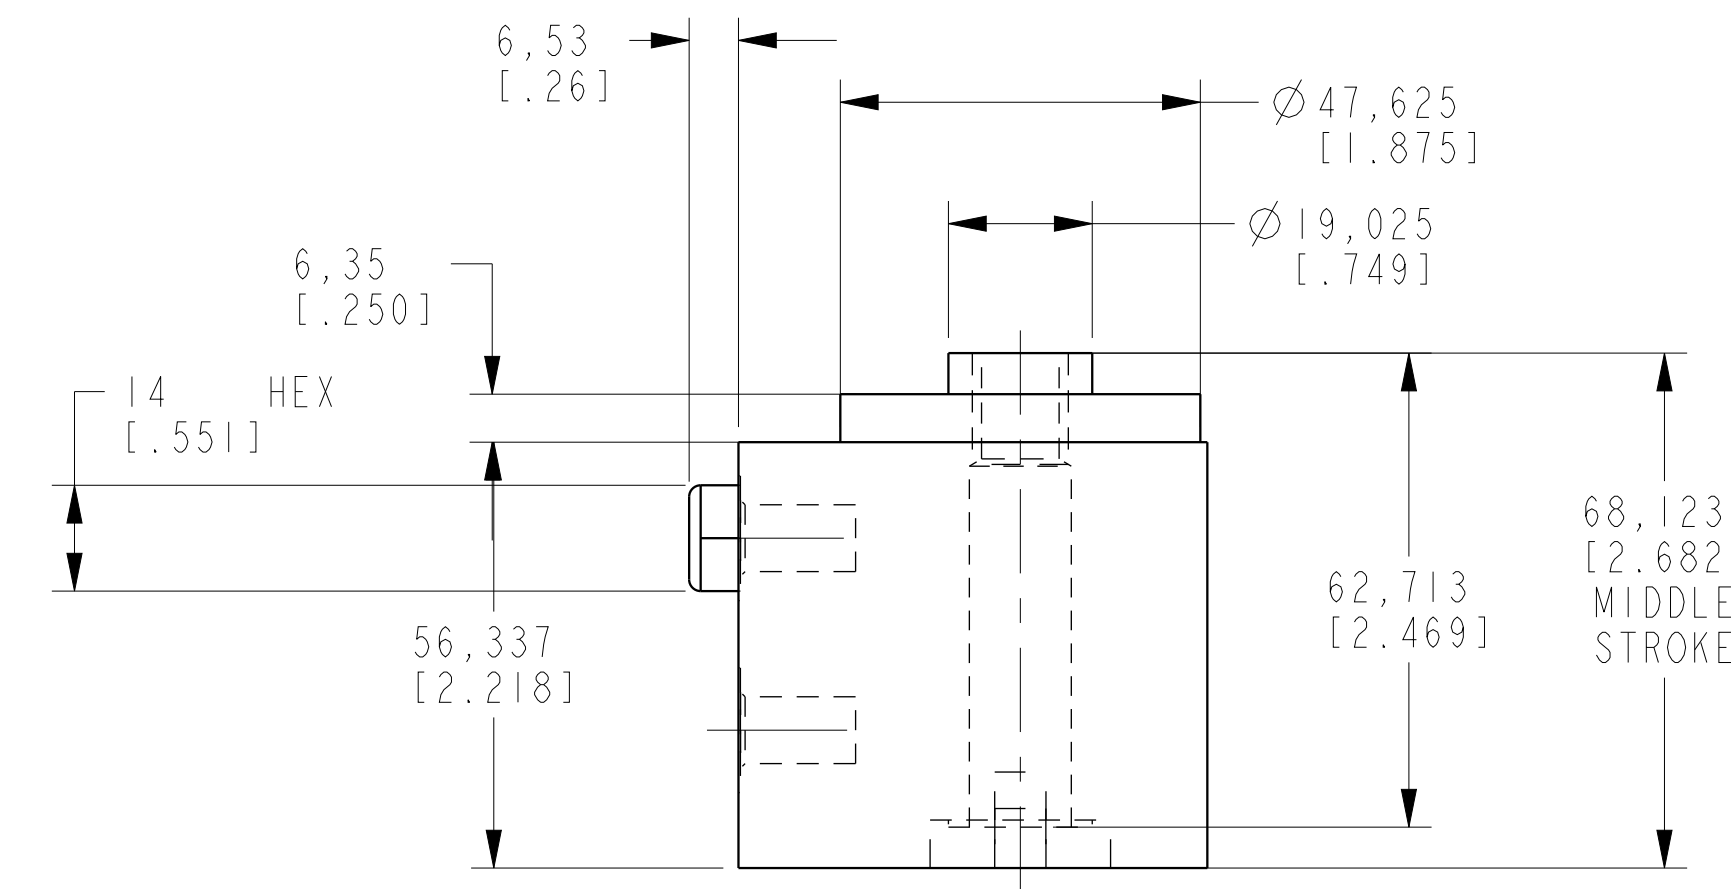 6,53
[.26]
Ø47,625
[1.875]
Ø19,025
[.749]
6,35
[.250]
14 HEX
[.551]
68,123
[2.682
MIDDLE
STROKE
62,713
[2.469]
56,337
[2.218]